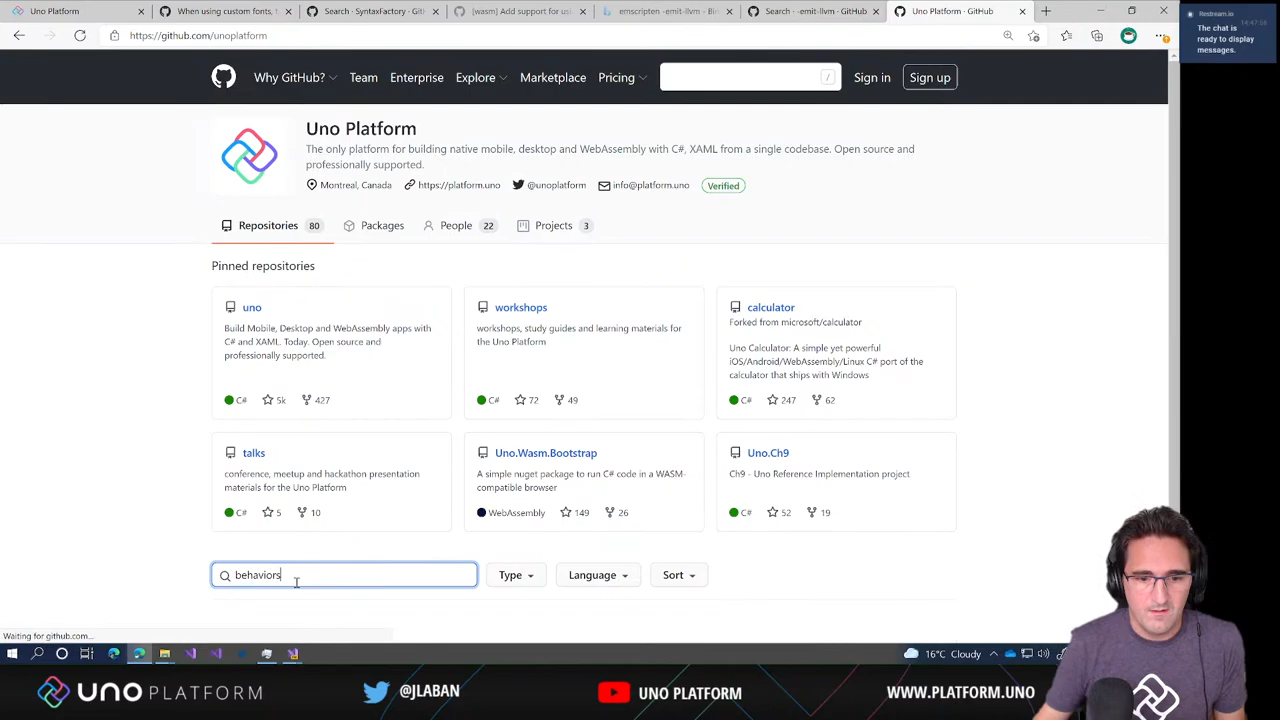 Uno Platform
When using custom fonts, t
Search · SyntaxFactory · GitHub
[wasm] Add support for us
emscripten -emit-llvm - Bi
Search · -emit-llvm · GitHub
Uno Platform · GitHub
Restream.io
14:47:56
The chat is
ready to display
messages.
https://github.com/unoplatform
Why GitHub?
Team
Enterprise
Explore
Marketplace
Pricing
/
Sign in
Sign up
Uno Platform
The only platform for building native mobile, desktop and WebAssembly with C#, XAML from a single codebase. Open source and
professionally supported.
Montreal, Canada
https://platform.uno
@unoplatform
info@platform.uno
Verified
Repositories 80
Packages
People 22
Projects 3
Pinned repositories
uno
Build Mobile, Desktop and WebAssembly apps with
C# and XAML. Today. Open source and
professionally supported.
C# 5k 427
workshops
workshops, study guides and learning materials for
the Uno Platform
C# 72 49
calculator
Forked from microsoft/calculator
Uno Calculator: A simple yet powerful
iOS/Android/WebAssembly/Linux C# port of the
calculator that ships with Windows
C# 247 62
talks
conference, meetup and hackathon presentation
materials for the Uno Platform
C# 5 10
Uno.Wasm.Bootstrap
A simple nuget package to run C# code in a WASM-
compatible browser
WebAssembly 149 26
Uno.Ch9
Ch9 - Uno Reference Implementation project
C# 52 19
behaviors
Type
Language
Sort
Waiting for github.com...
16°C Cloudy
UNO PLATFORM
@JLABAN
UNO PLATFORM
WWW.PLATFORM.UNO